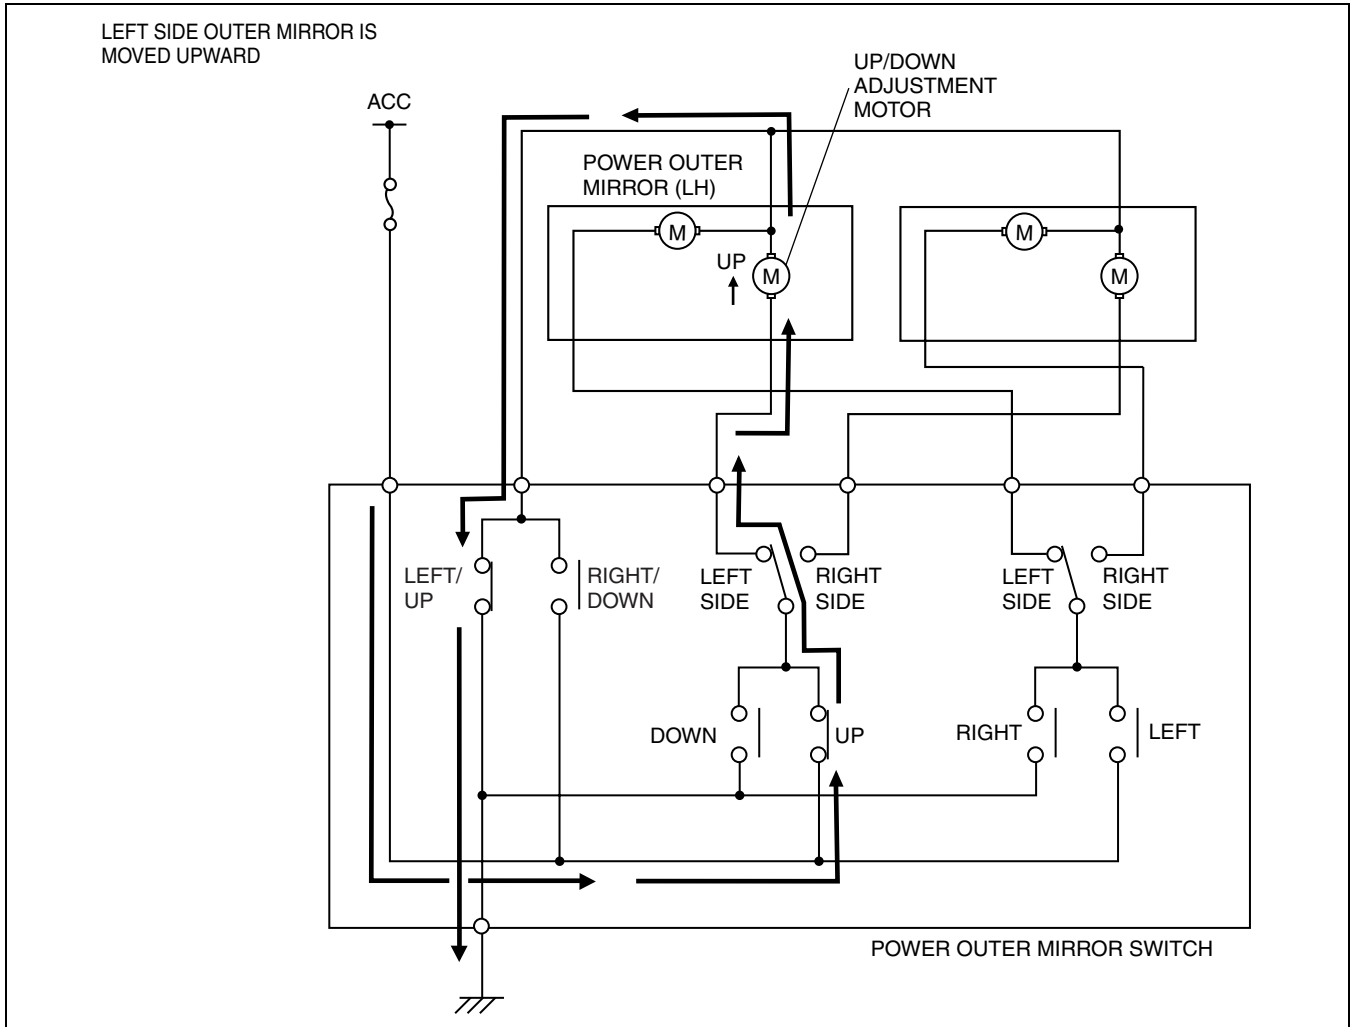 LEFT SIDE OUTER MIRROR IS
MOVED UPWARD
UP/DOWN
ADJUSTMENT
MOTOR
ACC
POWER OUTER
MIRROR (LH)
M
M
UP
M
M
LEFT/
UP
RIGHT/
DOWN
LEFT
SIDE
RIGHT
SIDE
LEFT
SIDE
RIGHT
SIDE
DOWN
UP
RIGHT
LEFT
POWER OUTER MIRROR SWITCH